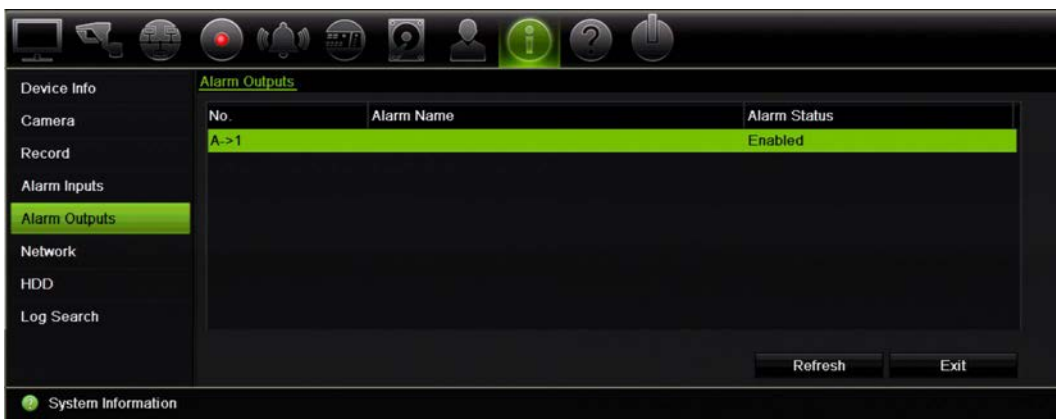 Device Info
Camera
Record
Alarm Inputs
Alarm Outputs
Network
HDD
Log Search
Alarm Outputs
No. Alarm Name Alarm Status
A->1 Enabled
Refresh Exit
? System Information